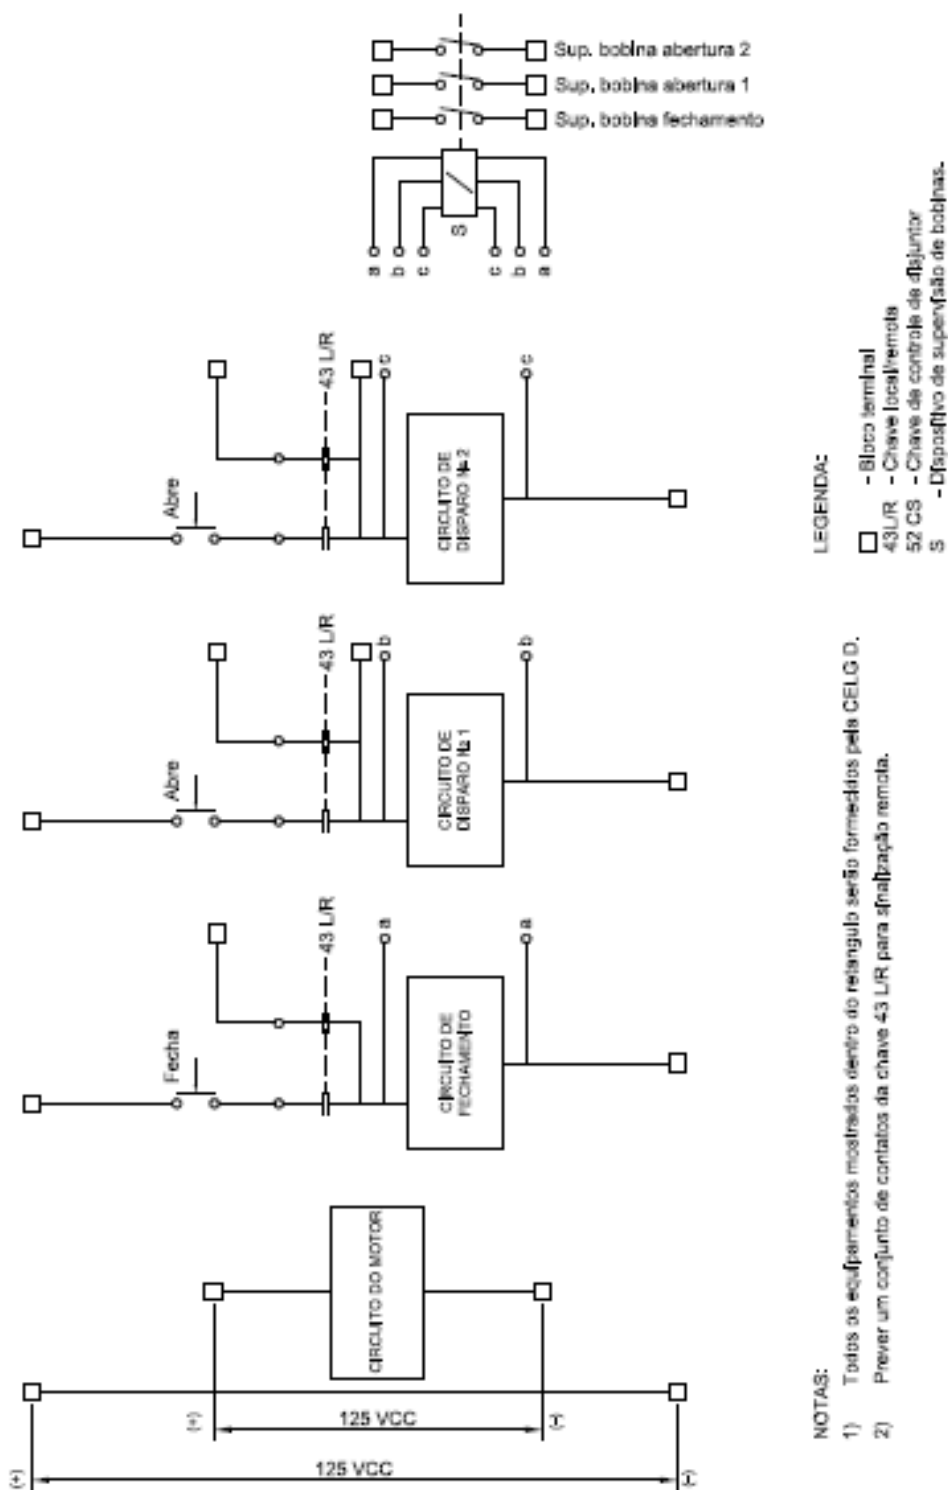 Sup. bobina abertura 2
Sup. bobina abertura 1
Sup. bobina fechamento
S
a
b
c
c
b
a
43 L/R
Abre
c
c
CIRCUITO DE
DISPARO Nº 2
43 L/R
Abre
b
b
CIRCUITO DE
DISPARO Nº 1
43 L/R
Fecha
a
a
CIRCUITO DE
FECHAMENTO
CIRCUITO DO MOTOR
(+)
125 VCC
(-)
(+)
125 VCC
(-)
LEGENDA:
- Bloco terminal
43L/R - Chave local/remota
52 CS - Chave de controle de disjuntor
S - Dispositivo de supervisão de bobinas.
NOTAS:
1) Todos os equipamentos mostrados dentro do retangulo serão fornecidos pela CELG D.
2) Prever um conjunto de contatos da chave 43 L/R para sinalização remota.